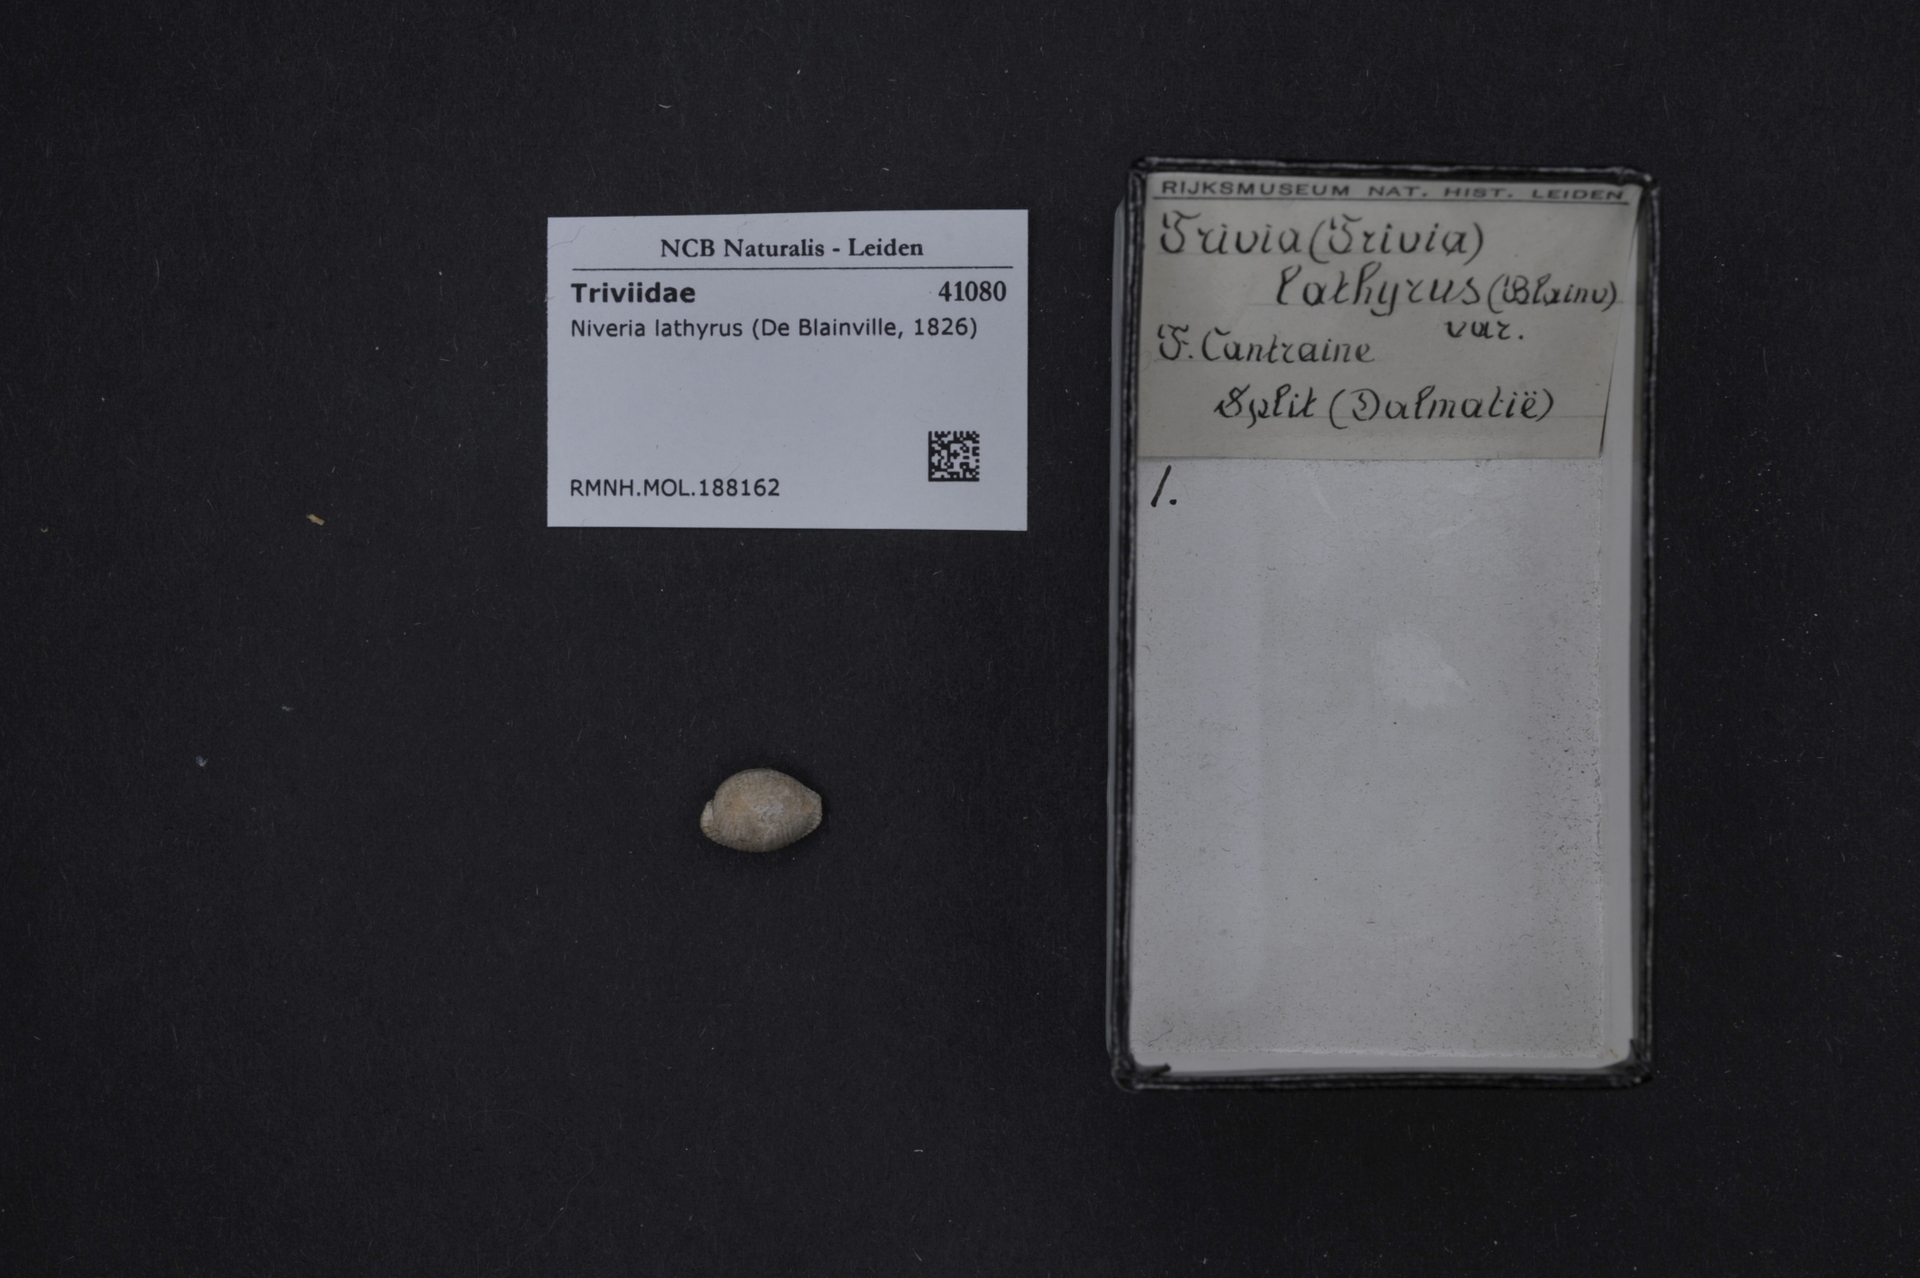 NCB Naturalis - Leiden
Triviidae 41080
Niveria lathyrus (De Blainville, 1826)
RMNH.MOL.188162
RIJKSMUSEUM NAT. HIST. LEIDEN
Trivia (Trivia)
lathyrus (Blainv)
var.
F. Cantraine
Split (Dalmatië)
1.